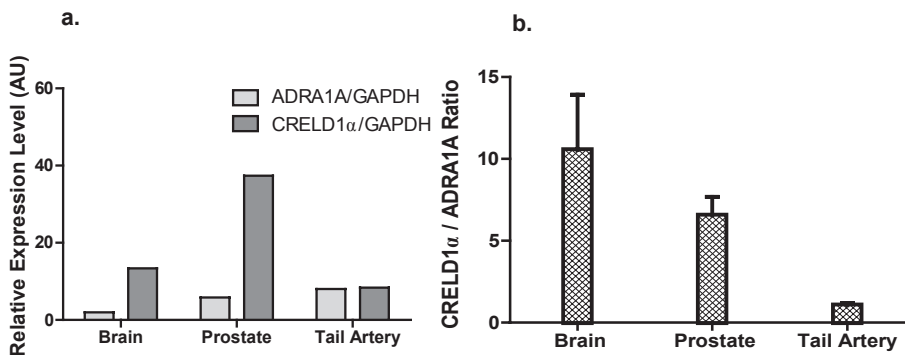 a.
Relative Expression Level (AU)
60
40
20
0
ADRA1A/GAPDH
CRELD1α/GAPDH
Brain Prostate Tail Artery
b.
CRELD1α / ADRA1A Ratio
15
10
5
0
Brain Prostate Tail Artery